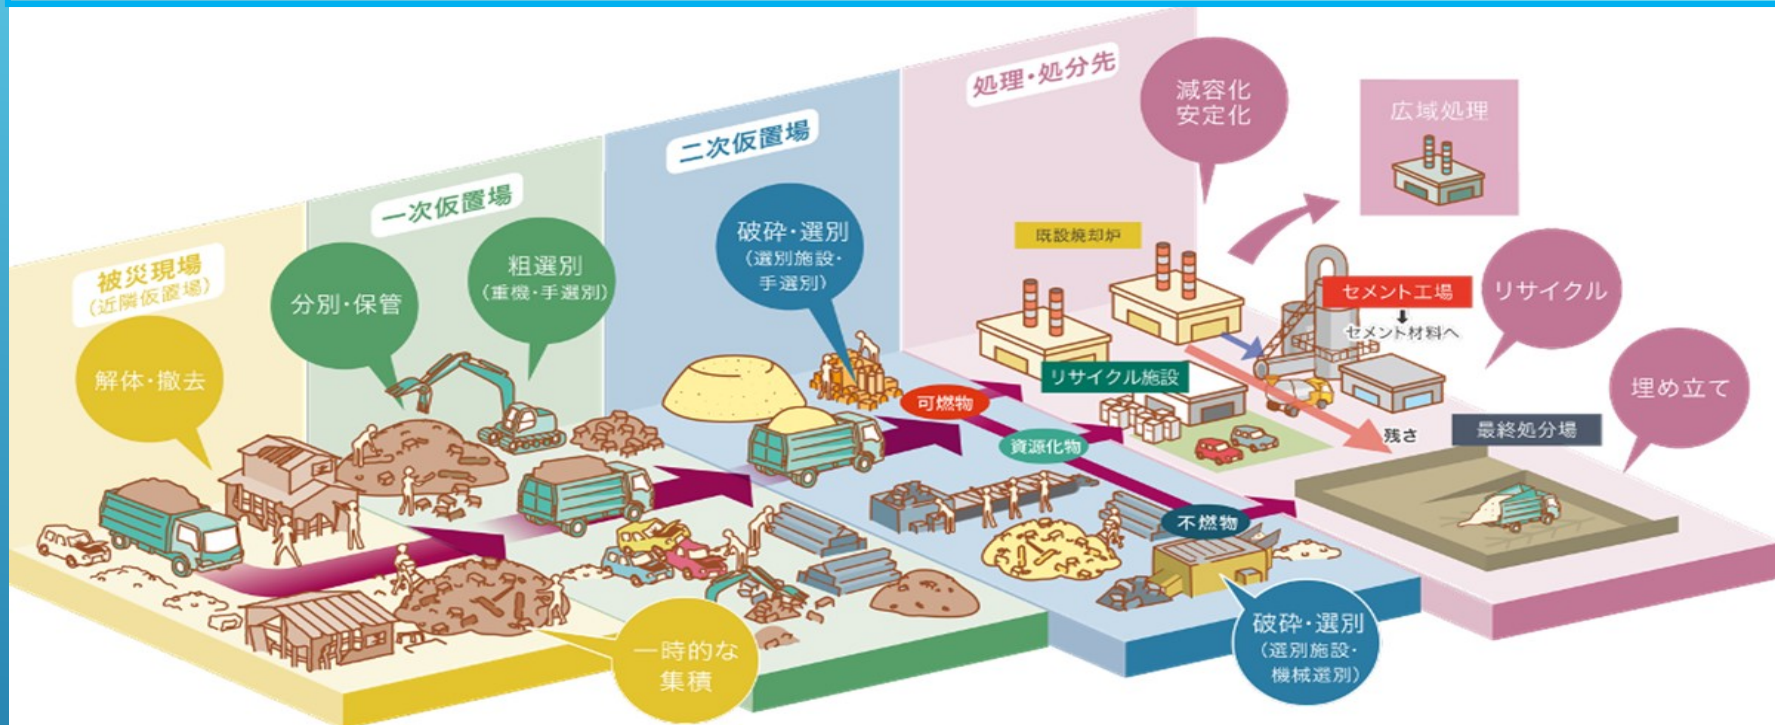 被災現場
(近隣仮置場)
解体・撤去
一時的な
集積
一次仮置場
分別・保管
粗選別
(重機・手選別)
二次仮置場
破砕・選別
(選別施設・
手選別)
可燃物
資源化物
不燃物
破砕・選別
(選別施設・
機械選別)
処理・処分先
減容化
安定化
広域処理
既設焼却炉
セメント工場
セメント材料へ
リサイクル
リサイクル施設
残さ
最終処分場
埋め立て